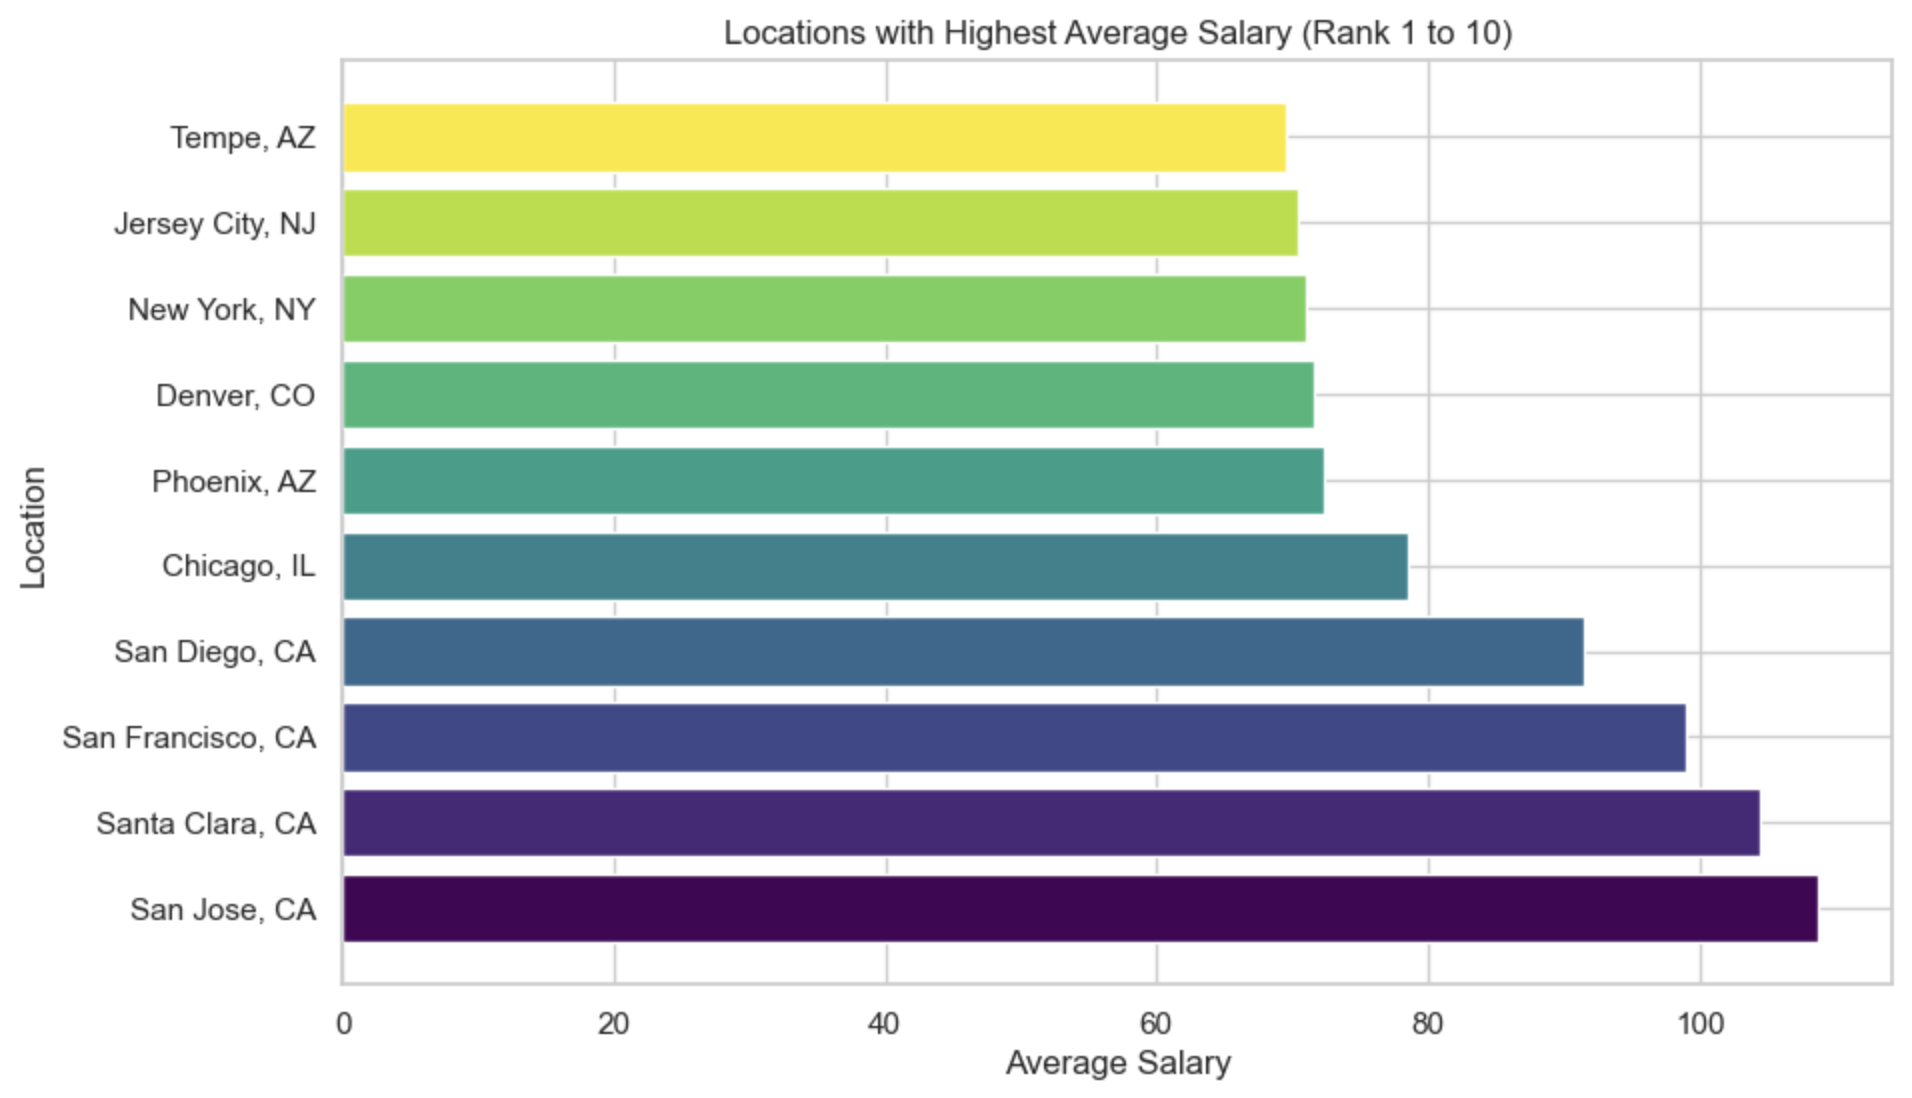 Locations with Highest Average Salary (Rank 1 to 10)
Tempe, AZ
Jersey City, NJ
New York, NY
Denver, CO
Phoenix, AZ
Chicago, IL
San Diego, CA
San Francisco, CA
Santa Clara, CA
San Jose, CA
Location
0 20 40 60 80 100
Average Salary